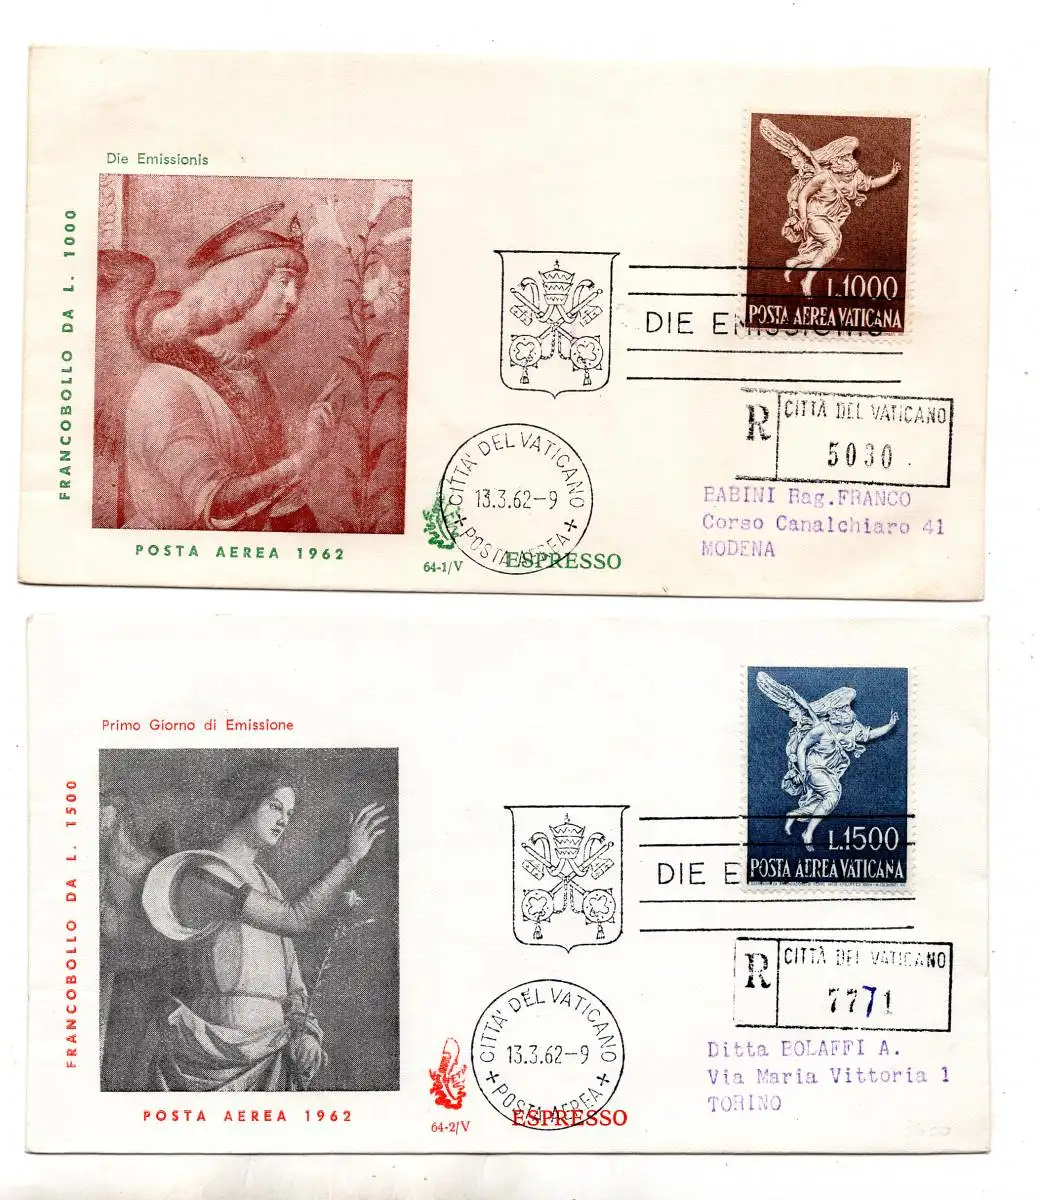 Die Emissionis
FRANCOBOLLO DA L. 1000
POSTA AEREA 1962
L.1000
POSTA AEREA VATICANA
DIE EMISSIONIS
R
CITTÀ DEL VATICANO
5030
CITTA' DEL VATICANO
13.3.62-9
POSTA AEREA
64-1/V
ESPRESSO
BABINI Rag.FRANCO
Corso Canalchiaro 41
MODENA
Primo Giorno di Emissione
FRANCOBOLLO DA L. 1500
POSTA AEREA 1962
L.1500
POSTA AEREA VATICANA
DIE E
R
CITTÀ DEL VATICANO
7771
CITTA' DEL VATICANO
13.3.62-9
POSTA AEREA
64-2/V
ESPRESSO
Ditta BOLAFFI A.
Via Maria Vittoria 1
TORINO